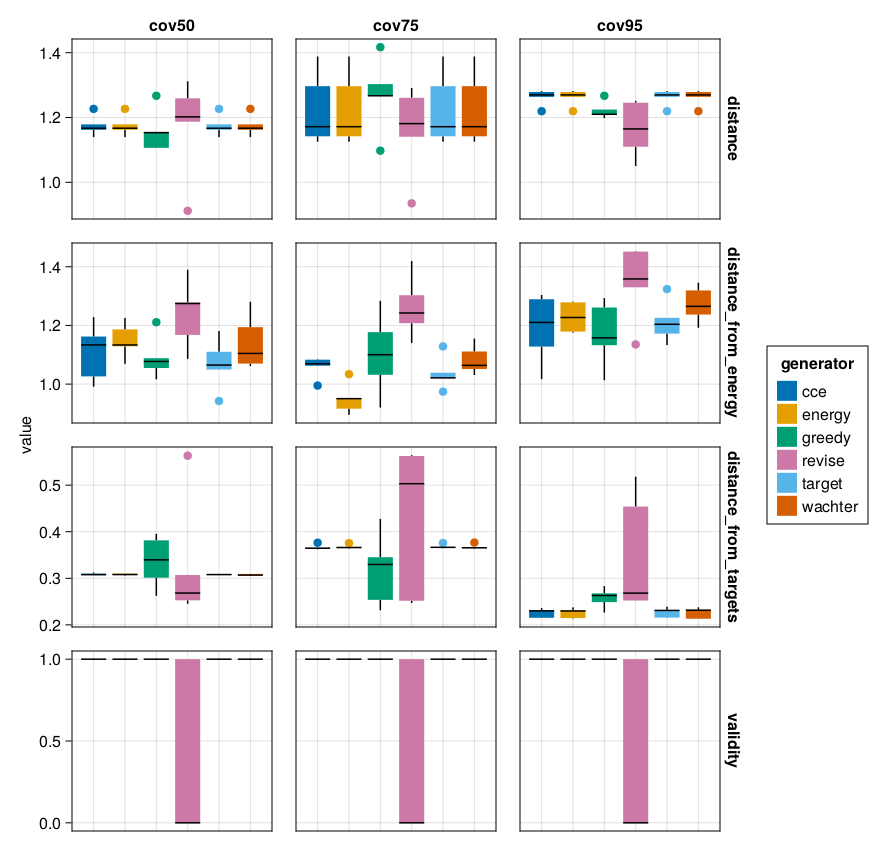 cov50
cov75
cov95
1.4
1.2
1.0
distance
1.4
1.2
1.0
distance_from_energy
value
0.5
0.4
0.3
0.2
distance_from_targets
1.0
0.5
0.0
validity
generator
cce
energy
greedy
revise
target
wachter